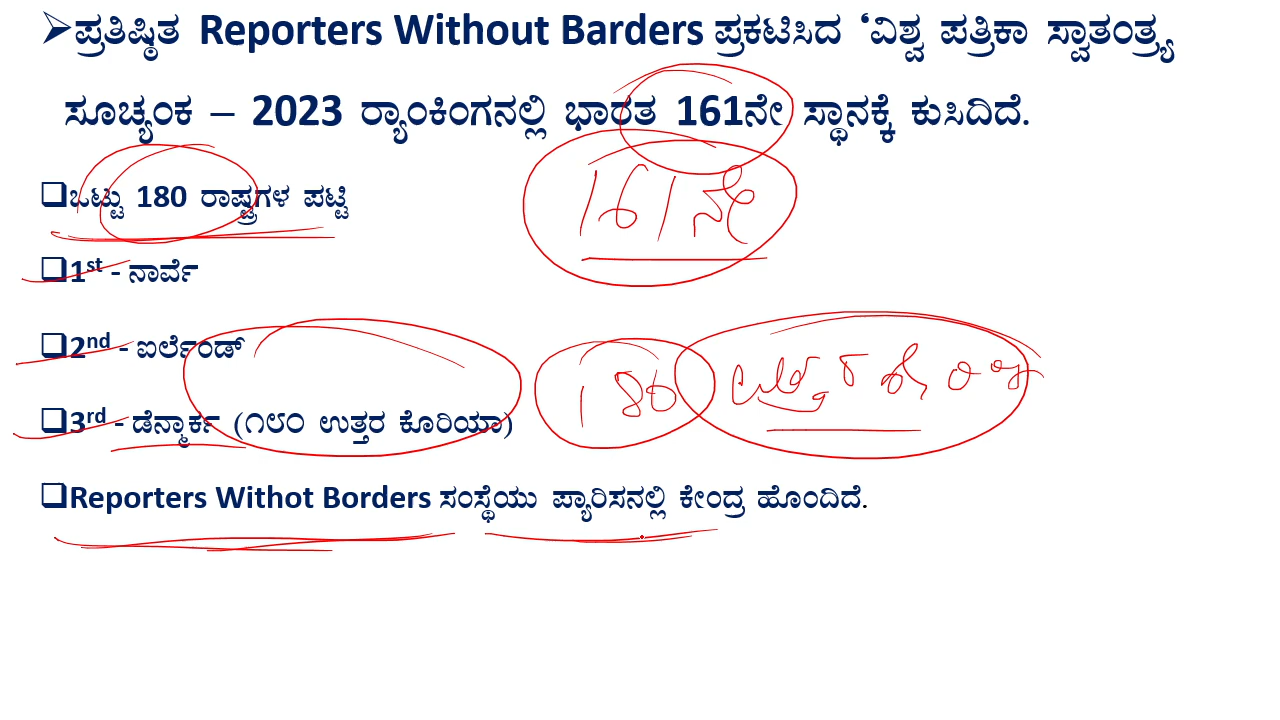 ➢ಪ್ರತಿಷ್ಠಿತ Reporters Without Barders ಪ್ರಕಟಿಸಿದ ‘ವಿಶ್ವ ಪತ್ರಿಕಾ ಸ್ವಾತಂತ್ರ್ಯ
ಸೂಚ್ಯಂಕ – 2023 ರ‍್ಯಾಂಕಿಂಗನಲ್ಲಿ ಭಾರತ 161ನೇ ಸ್ಥಾನಕ್ಕೆ ಕುಸಿದಿದೆ.
❑ಒಟ್ಟು 180 ರಾಷ್ಟ್ರಗಳ ಪಟ್ಟಿ
161ನೇ
❑1st - ನಾರ್ವೆ
❑2nd - ಐರ್ಲೆಂಡ್
180
❑3rd - ಡೆನ್ಮಾರ್ಕ (೧೮೦ ಉತ್ತರ ಕೊರಿಯಾ)
❑Reporters Withot Borders ಸಂಸ್ಥೆಯು ಪ್ಯಾರಿಸನಲ್ಲಿ ಕೇಂದ್ರ ಹೊಂದಿದೆ.